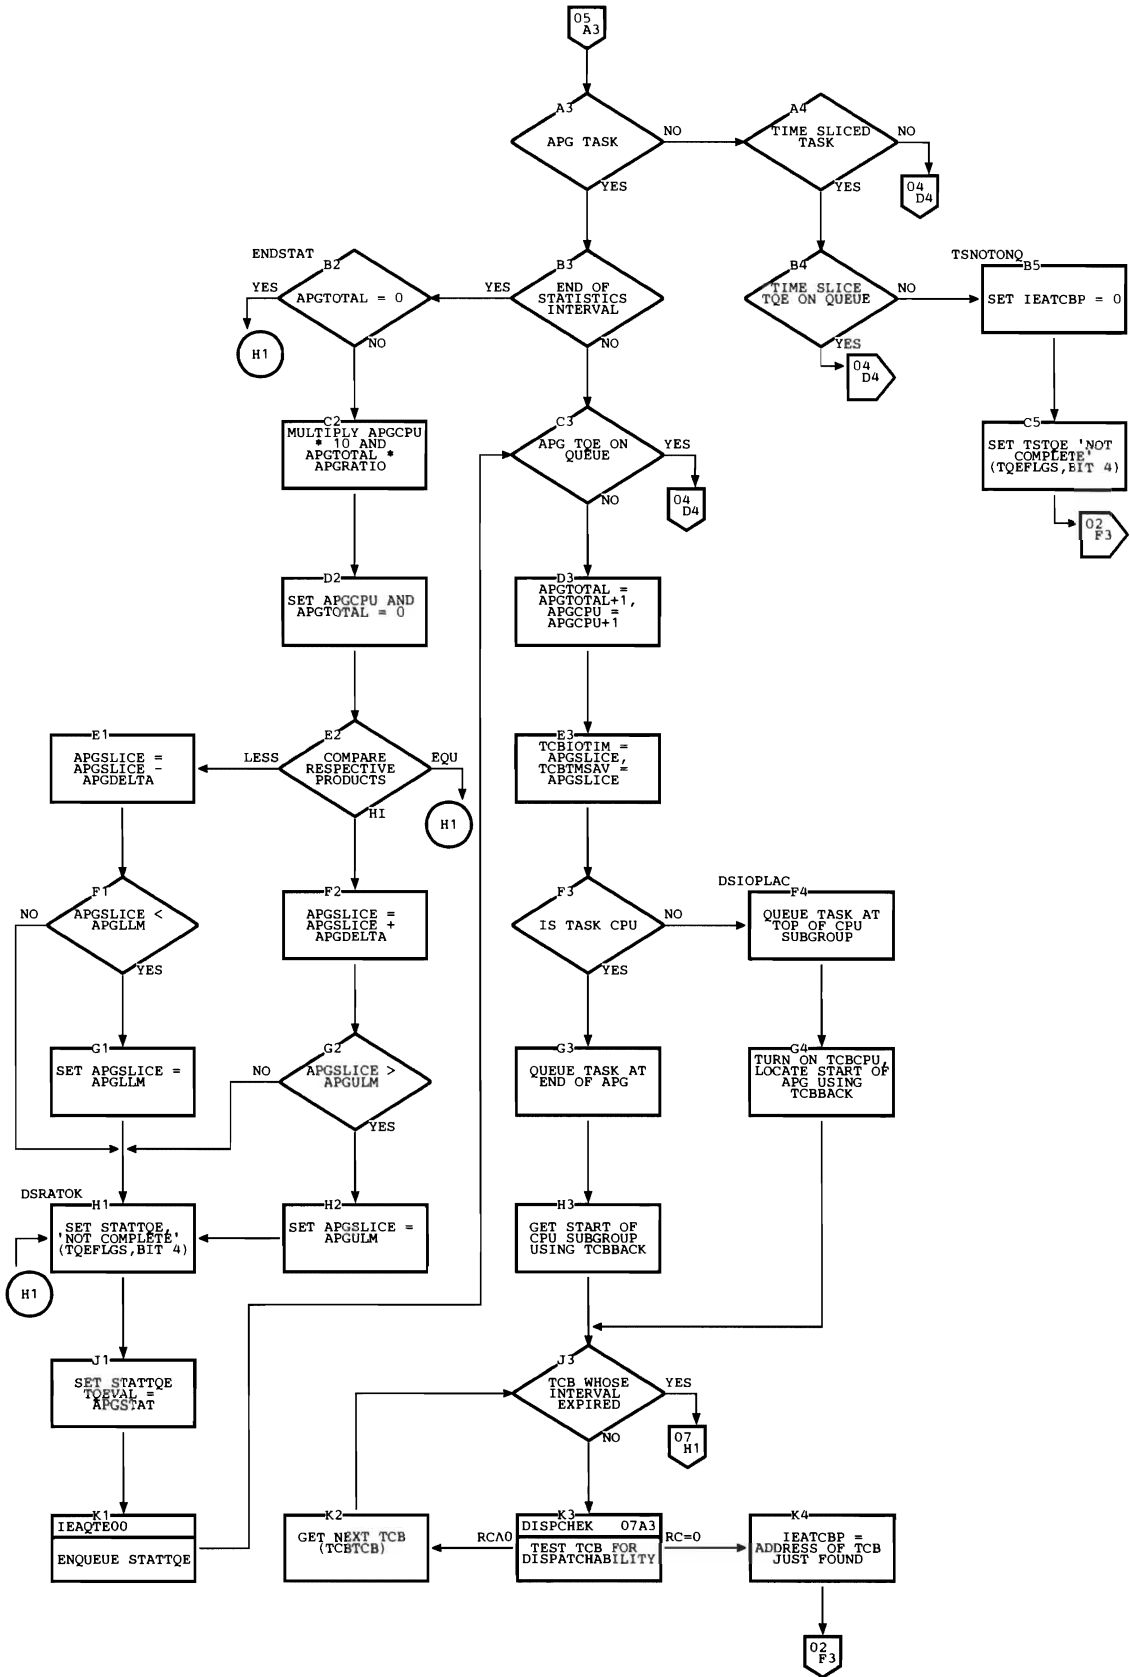 05
A3
A3
APG TASK
NO
YES
A4
TIME SLICED
TASK
NO
YES
04
D4
ENDSTAT
B2
YES
APGTOTAL = 0
NO
H1
B3
YES
END OF
STATISTICS
INTERVAL
NO
B4
TIME SLICE
TQE ON QUEUE
NO
YES
04
D4
TSNOTONQ
B5
SET IEATCBP = 0
C2
MULTIPLY APGCPU
* 10 AND
APGTOTAL *
APGRATIO
C3
APG TQE ON
QUEUE
YES
NO
04
D4
C5
SET TSTQE 'NOT
COMPLETE'
(TQEFLGS,BIT 4)
02
F3
D2
SET APGCPU AND
APGTOTAL = 0
D3
APGTOTAL =
APGTOTAL+1,
APGCPU =
APGCPU+1
E1
APGSLICE =
APGSLICE -
APGDELTA
E2
LESS
COMPARE
RESPECTIVE
PRODUCTS
EQU
HI
H1
E3
TCBIOTIM =
APGSLICE,
TCBTMSAV =
APGSLICE
F1
NO
APGSLICE <
APGLLM
YES
F2
APGSLICE =
APGSLICE +
APGDELTA
F3
IS TASK CPU
NO
YES
DSIOPLAC
F4
QUEUE TASK AT
TOP OF CPU
SUBGROUP
G1
SET APGSLICE =
APGLLM
G2
NO
APGSLICE >
APGULM
YES
G3
QUEUE TASK AT
END OF APG
G4
TURN ON TCBCPU,
LOCATE START OF
APG USING
TCBBACK
DSRATOK
H1
SET STATTQE,
'NOT COMPLETE'
(TQEFLGS,BIT 4)
H1
H2
SET APGSLICE =
APGULM
H3
GET START OF
CPU SUBGROUP
USING TCBBACK
J1
SET STATTQE
TQEVAL =
APGSTAT
J3
TCB WHOSE
INTERVAL
EXPIRED
YES
NO
07
H1
K1
IEAQTE00
ENQUEUE STATTQE
K2
GET NEXT TCB
(TCBTCB)
RC∧0
K3
DISPCHEK 07A3
TEST TCB FOR
DISPATCHABILITY
RC=0
K4
IEATCBP =
ADDRESS OF TCB
JUST FOUND
02
F3